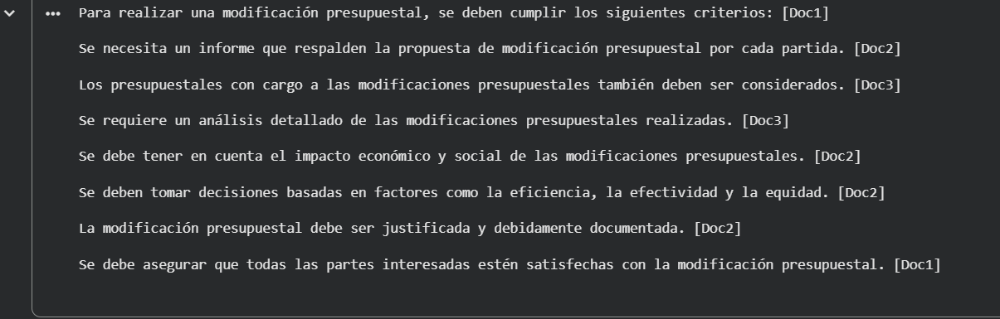 Para realizar una modificación presupuestal, se deben cumplir los siguientes criterios: [Doc1]
Se necesita un informe que respalden la propuesta de modificación presupuestal por cada partida. [Doc2]
Los presupuestales con cargo a las modificaciones presupuestales también deben ser considerados. [Doc3]
Se requiere un análisis detallado de las modificaciones presupuestales realizadas. [Doc3]
Se debe tener en cuenta el impacto económico y social de las modificaciones presupuestales. [Doc2]
Se deben tomar decisiones basadas en factores como la eficiencia, la efectividad y la equidad. [Doc2]
La modificación presupuestal debe ser justificada y debidamente documentada. [Doc2]
Se debe asegurar que todas las partes interesadas estén satisfechas con la modificación presupuestal. [Doc1]